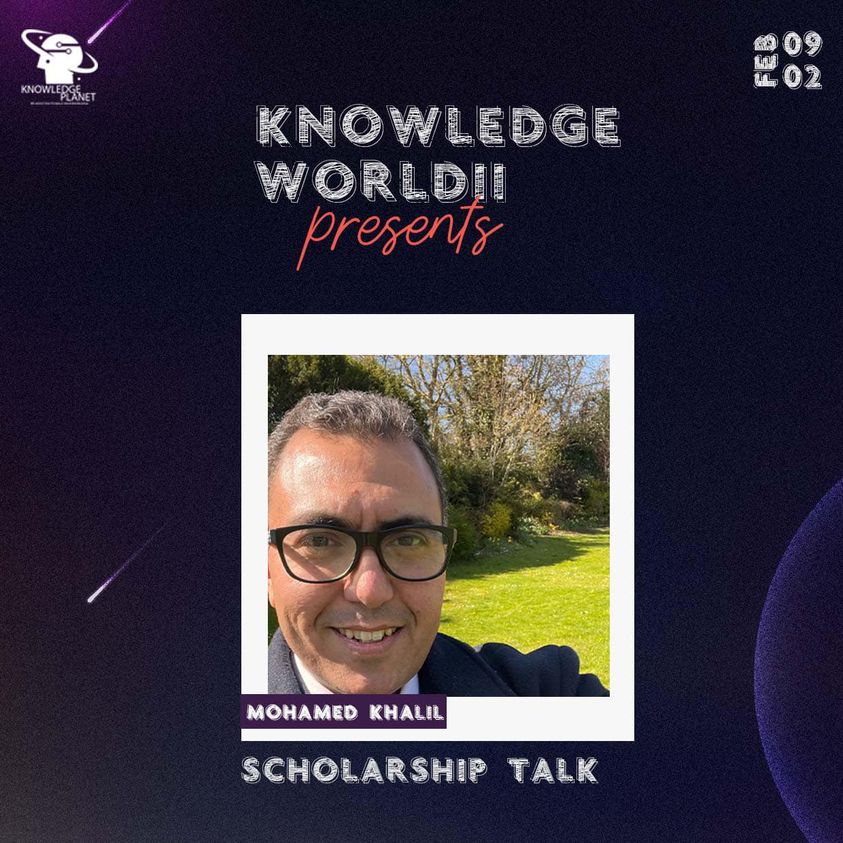 KNOWLEDGE
PLANET
FEB
09
02
KNOWLEDGE
WORLDII
presents
MOHAMED KHALIL
SCHOLARSHIP TALK